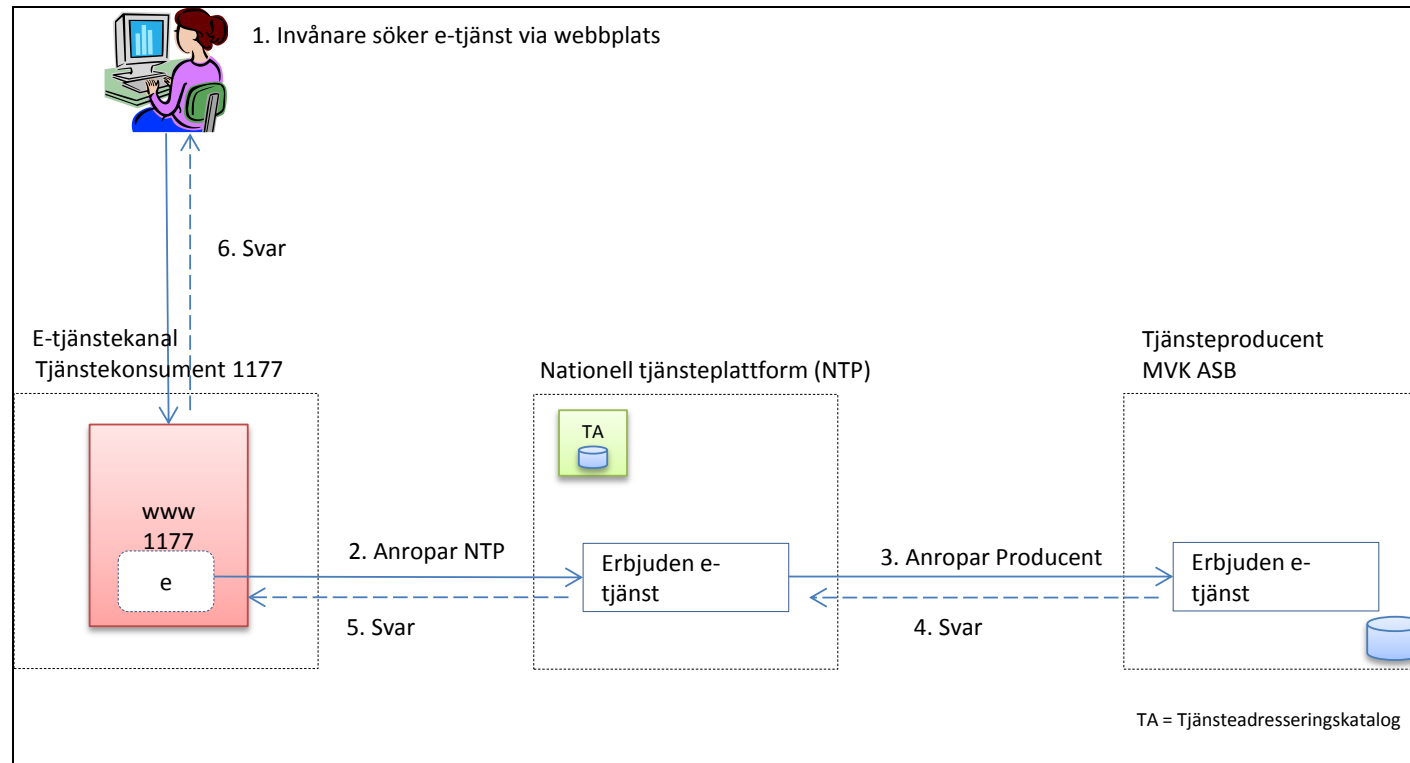 1. Invånare söker e-tjänst via webbplats
6. Svar
E-tjänstekanal
Tjänstekonsument 1177
Nationell tjänsteplattform (NTP)
Tjänsteproducent
MVK ASB
TA
www
1177
e
2. Anropar NTP
Erbjuden e-
tjänst
3. Anropar Producent
Erbjuden e-
tjänst
5. Svar
4. Svar
TA = Tjänsteadresseringskatalog